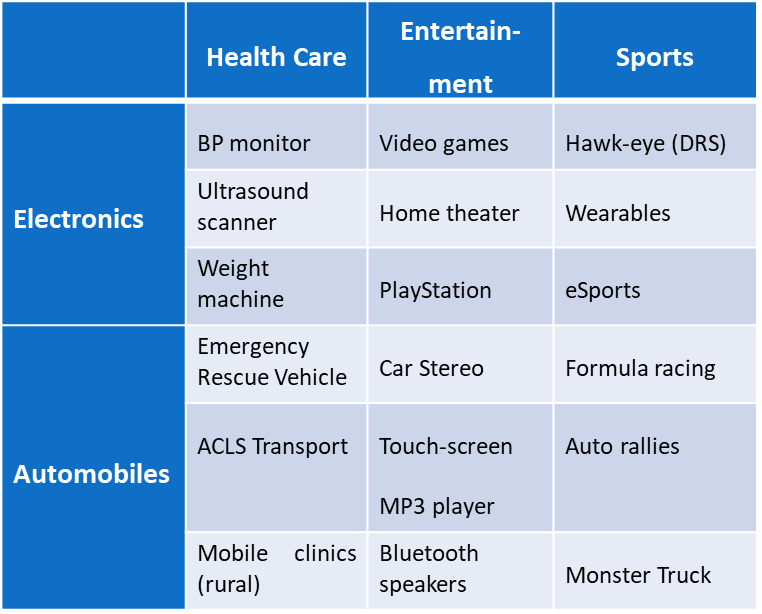 Health Care
Entertain-
ment
Sports
Electronics
BP monitor
Video games
Hawk-eye (DRS)
Ultrasound
scanner
Home theater
Wearables
Weight
machine
PlayStation
eSports
Automobiles
Emergency
Rescue Vehicle
Car Stereo
Formula racing
ACLS Transport
Touch-screen
MP3 player
Auto rallies
Mobile clinics
(rural)
Bluetooth
speakers
Monster Truck